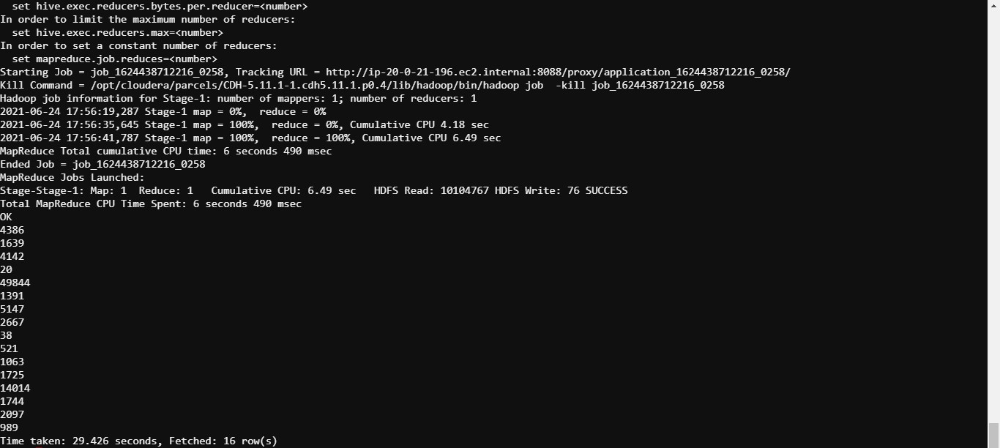 set hive.exec.reducers.bytes.per.reducer=<number>
In order to limit the maximum number of reducers:
  set hive.exec.reducers.max=<number>
In order to set a constant number of reducers:
  set mapreduce.job.reduces=<number>
Starting Job = job_1624438712216_0258, Tracking URL = http://ip-20-0-21-196.ec2.internal:8088/proxy/application_1624438712216_0258/
Kill Command = /opt/cloudera/parcels/CDH-5.11.1-1.cdh5.11.1.p0.4/lib/hadoop/bin/hadoop job  -kill job_1624438712216_0258
Hadoop job information for Stage-1: number of mappers: 1; number of reducers: 1
2021-06-24 17:56:19,287 Stage-1 map = 0%,  reduce = 0%
2021-06-24 17:56:35,645 Stage-1 map = 100%,  reduce = 0%, Cumulative CPU 4.18 sec
2021-06-24 17:56:41,787 Stage-1 map = 100%,  reduce = 100%, Cumulative CPU 6.49 sec
MapReduce Total cumulative CPU time: 6 seconds 490 msec
Ended Job = job_1624438712216_0258
MapReduce Jobs Launched:
Stage-Stage-1: Map: 1  Reduce: 1   Cumulative CPU: 6.49 sec   HDFS Read: 10104767 HDFS Write: 76 SUCCESS
Total MapReduce CPU Time Spent: 6 seconds 490 msec
OK
4386
1639
4142
20
49844
1391
5147
2667
38
521
1063
1725
14014
1744
2097
989
Time taken: 29.426 seconds, Fetched: 16 row(s)